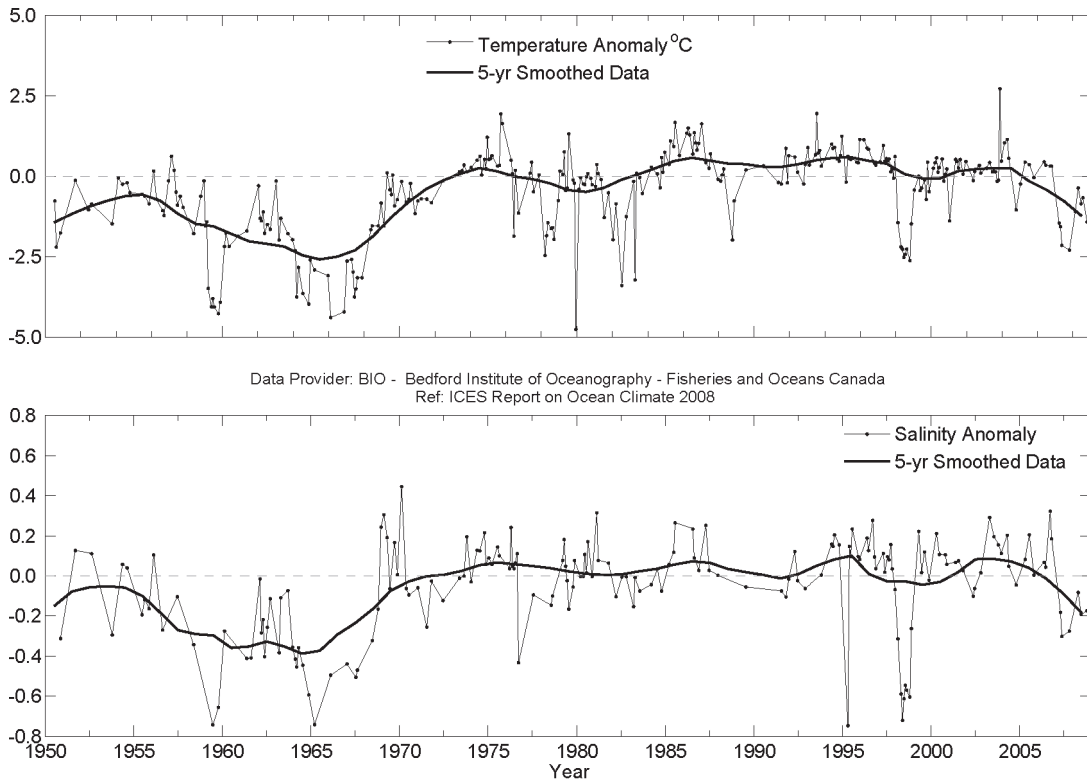 5.0
Temperature Anomaly °C
5-yr Smoothed Data
2.5
0.0
-2.5
-5.0
Data Provider: BIO - Bedford Institute of Oceanography - Fisheries and Oceans Canada
Ref: ICES Report on Ocean Climate 2008
0.8
Salinity Anomaly
5-yr Smoothed Data
0.6
0.4
0.2
0.0
-0.2
-0.4
-0.6
-0.8
1950 1955 1960 1965 1970 1975 1980 1985 1990 1995 2000 2005
Year